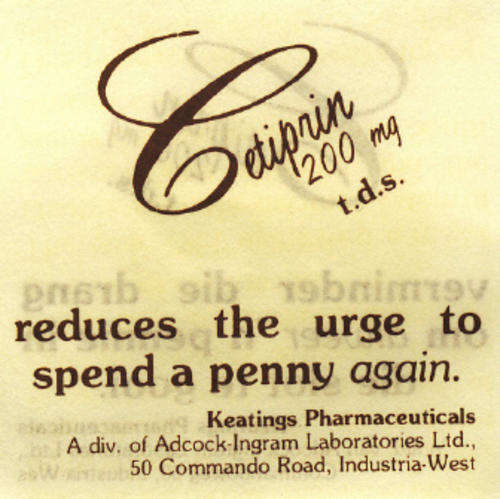 Cetiprin
200 mg
t.d.s.
reduces the urge to
spend a penny again.
Keatings Pharmaceuticals
A div. of Adcock-Ingram Laboratories Ltd.,
50 Commando Road, Industria-West